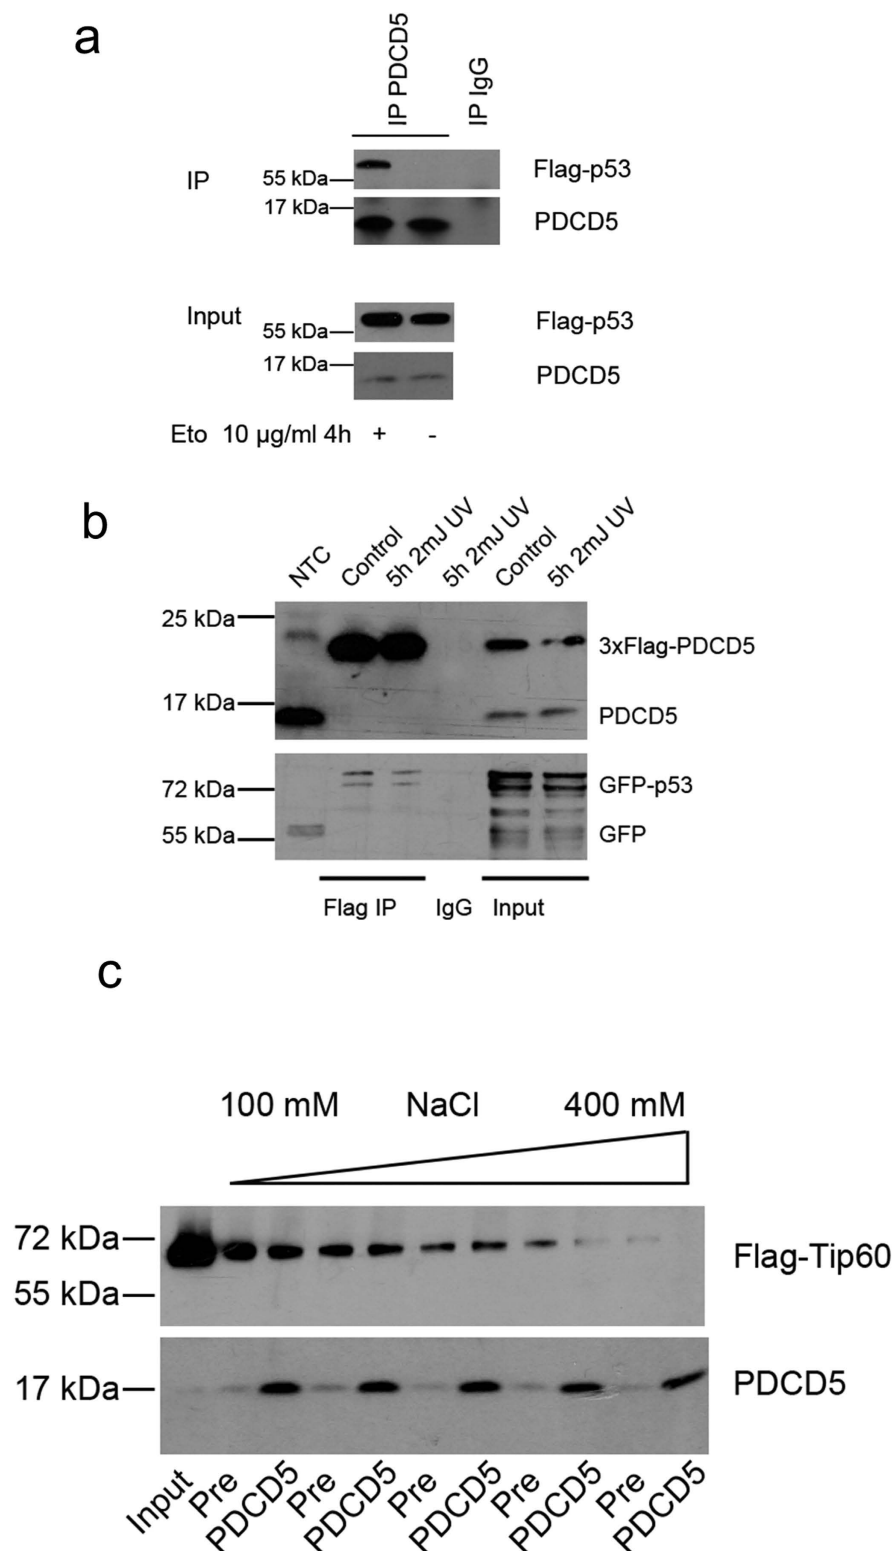 a
IP PDCD5
IP IgG
IP
55 kDa
Flag-p53
17 kDa
PDCD5
Input
55 kDa
Flag-p53
17 kDa
PDCD5
Eto 10 µg/ml 4h + -
b
NTC
Control
5h 2mJ UV
5h 2mJ UV
Control
5h 2mJ UV
25 kDa
3xFlag-PDCD5
17 kDa
PDCD5
72 kDa
GFP-p53
55 kDa
GFP
Flag IP IgG Input
c
100 mM NaCl 400 mM
72 kDa
Flag-Tip60
55 kDa
17 kDa
PDCD5
Input
Pre
PDCD5
Pre
PDCD5
Pre
PDCD5
Pre
PDCD5
Pre
PDCD5